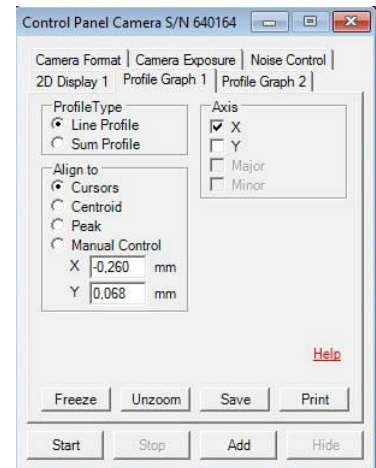 Control Panel Camera S/N 640164
Camera Format Camera Exposure Noise Control
2D Display 1 Profile Graph 1 Profile Graph 2
ProfileType
Line Profile
Sum Profile
Axis
X
Y
Major
Minor
Align to
Cursors
Centroid
Peak
Manual Control
X -0,260 mm
Y 0,068 mm
Help
Freeze Unzoom Save Print
Start Stop Add Hide